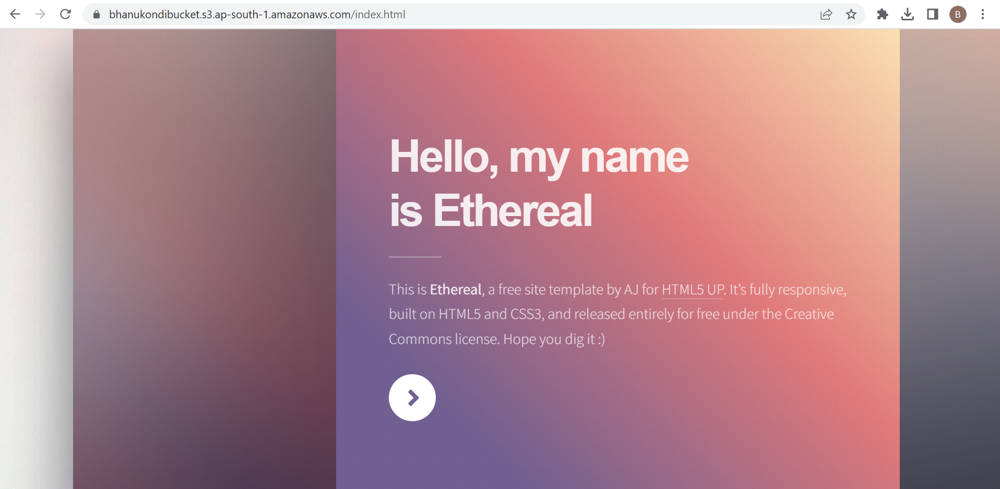 bhanukondibucket.s3.ap-south-1.amazonaws.com/index.html
B
Hello, my name
is Ethereal
This is Ethereal, a free site template by AJ for HTML5 UP. It’s fully responsive,
built on HTML5 and CSS3, and released entirely for free under the Creative
Commons license. Hope you dig it :)